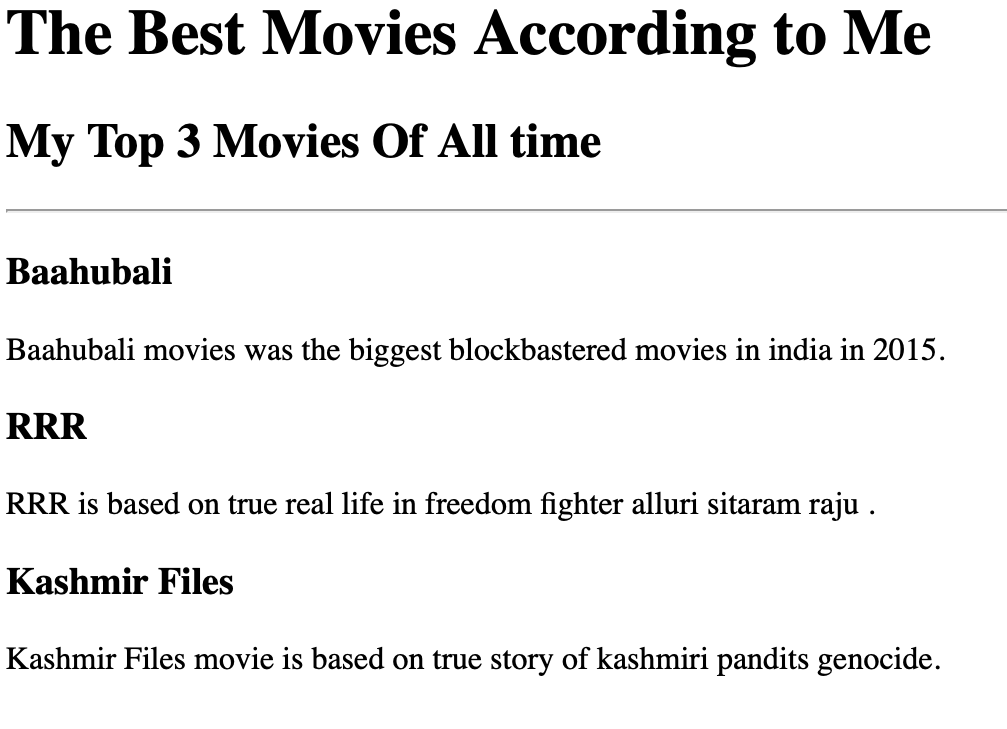 The Best Movies According to Me
My Top 3 Movies Of All time
Baahubali
Baahubali movies was the biggest blockbastered movies in india in 2015.
RRR
RRR is based on true real life in freedom fighter alluri sitaram raju .
Kashmir Files
Kashmir Files movie is based on true story of kashmiri pandits genocide.